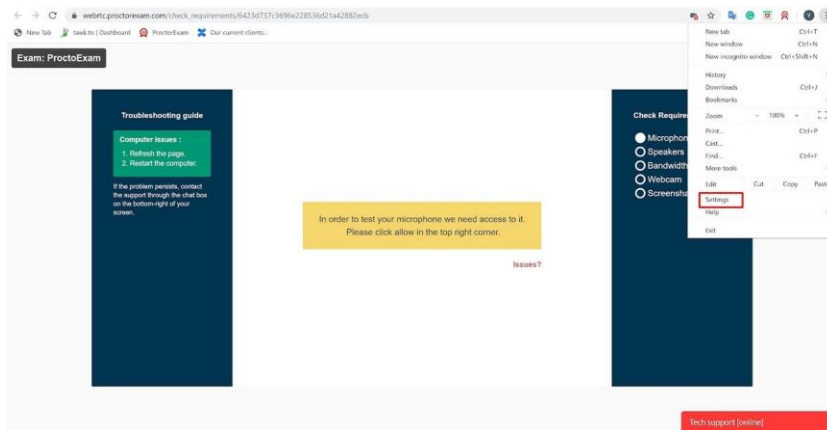 webrtc.proctorexam.com/check_requirements/6423d737c3696e228536d21a42882ecb
New Tab
tawk.to | Dashboard
ProctorExam
Our current clients...
Exam: ProctoExam
Troubleshooting guide
Computer issues :
1. Refresh the page.
2. Restart the computer.
If the problem persists, contact
the support through the chat box
on the bottom-right of your
screen.
In order to test your microphone we need access to it.
Please click allow in the top right corner.
Issues?
Check Require
Microphon
Speakers
Bandwidth
Webcam
Screensha
New tab Ctrl+T
New window Ctrl+N
New incognito window Ctrl+Shift+N
History
Downloads Ctrl+J
Bookmarks
Zoom - 100% +
Print... Ctrl+P
Cast...
Find... Ctrl+F
More tools
Edit Cut Copy Past
Settings
Help
Exit
Tech support [online]